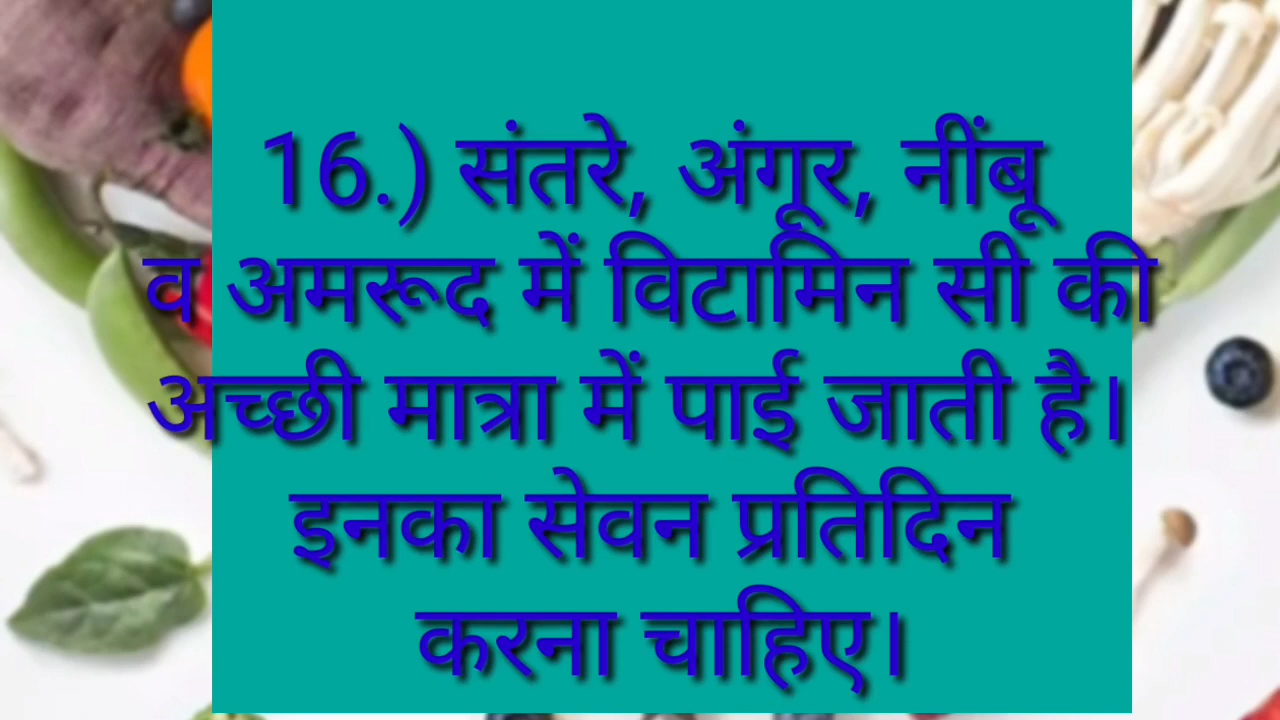 16.) संतरे, अंगूर, नींबू
व अमरूद में विटामिन सी की
अच्छी मात्रा में पाई जाती है।
इनका सेवन प्रतिदिन
करना चाहिए।